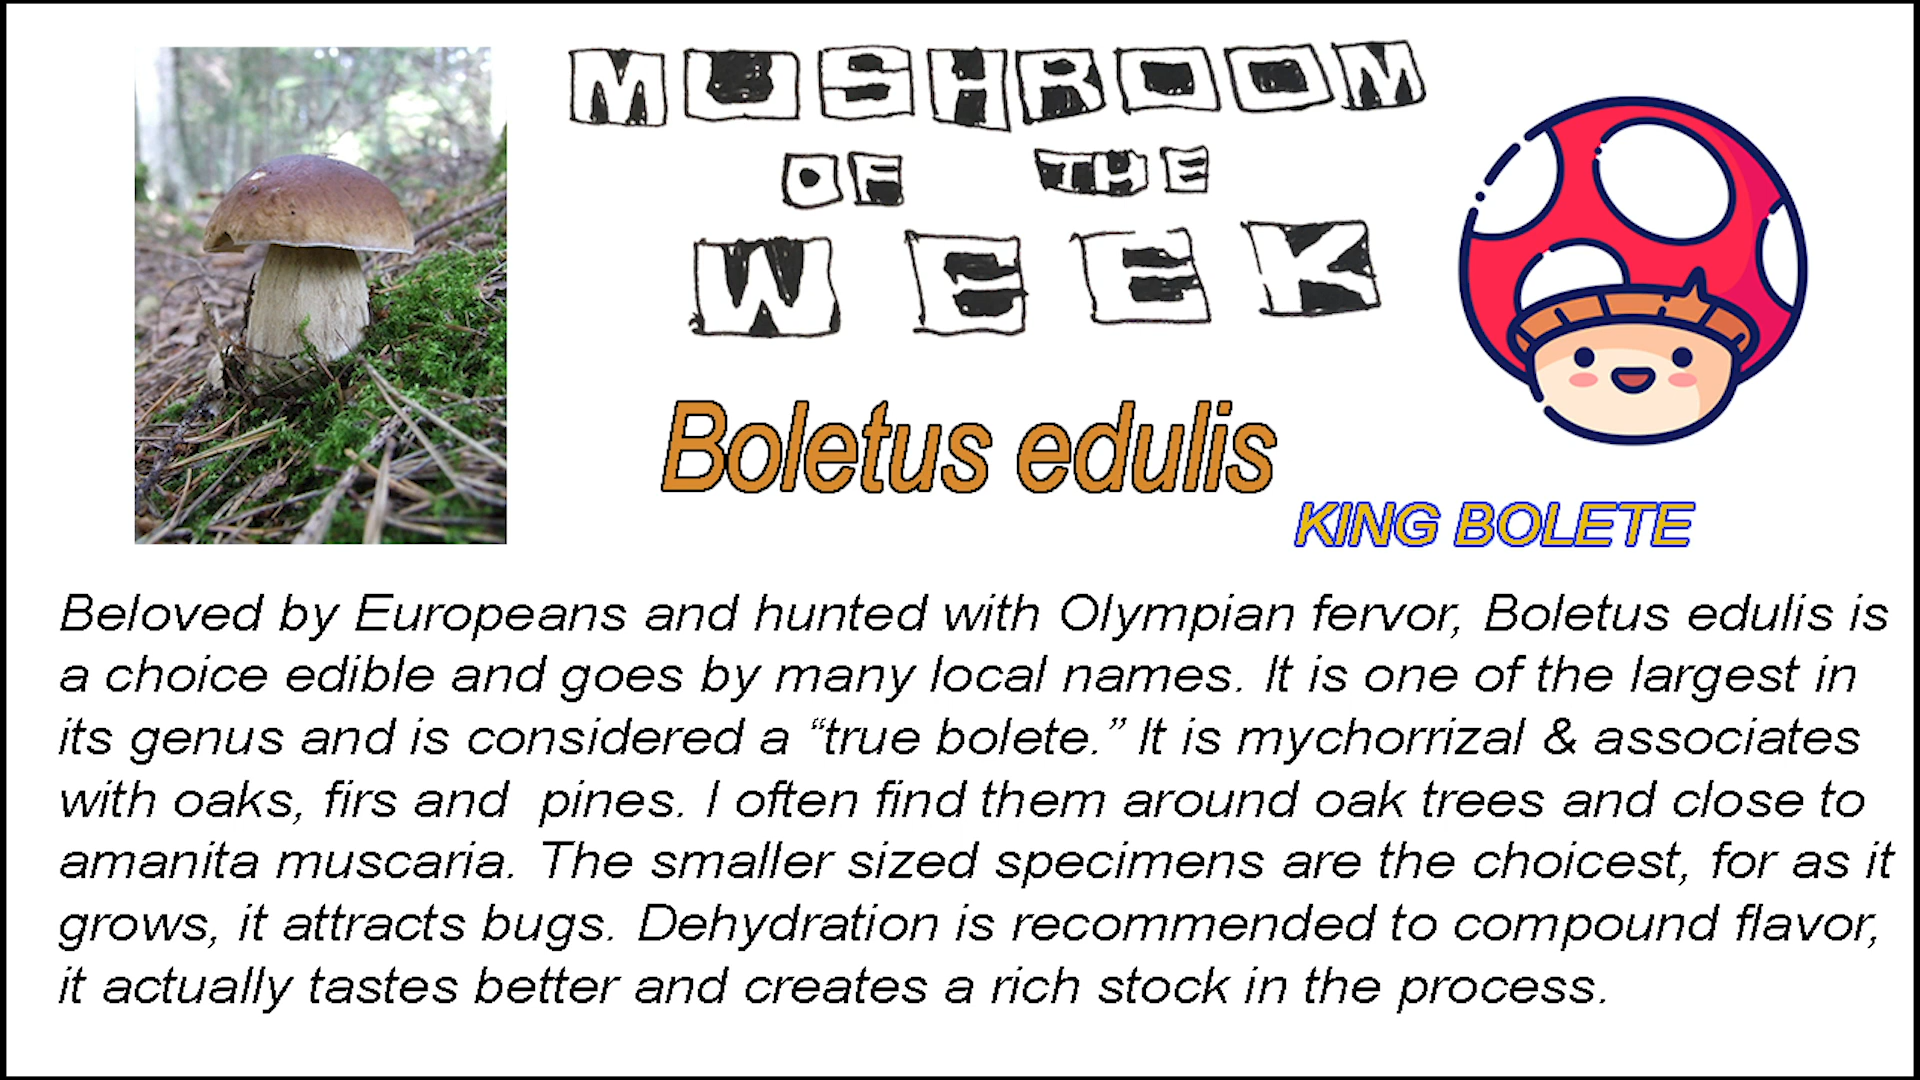 MUSHROOM
OF THE
WEEK
Boletus edulis
KING BOLETE
Beloved by Europeans and hunted with Olympian fervor, Boletus edulis is
a choice edible and goes by many local names. It is one of the largest in
its genus and is considered a “true bolete.” It is mychorrizal & associates
with oaks, firs and  pines. I often find them around oak trees and close to
amanita muscaria. The smaller sized specimens are the choicest, for as it
grows, it attracts bugs. Dehydration is recommended to compound flavor,
it actually tastes better and creates a rich stock in the process.